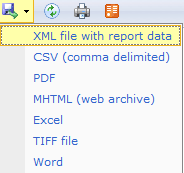 XML file with report data
CSV (comma delimited)
PDF
MHTML (web archive)
Excel
TIFF file
Word